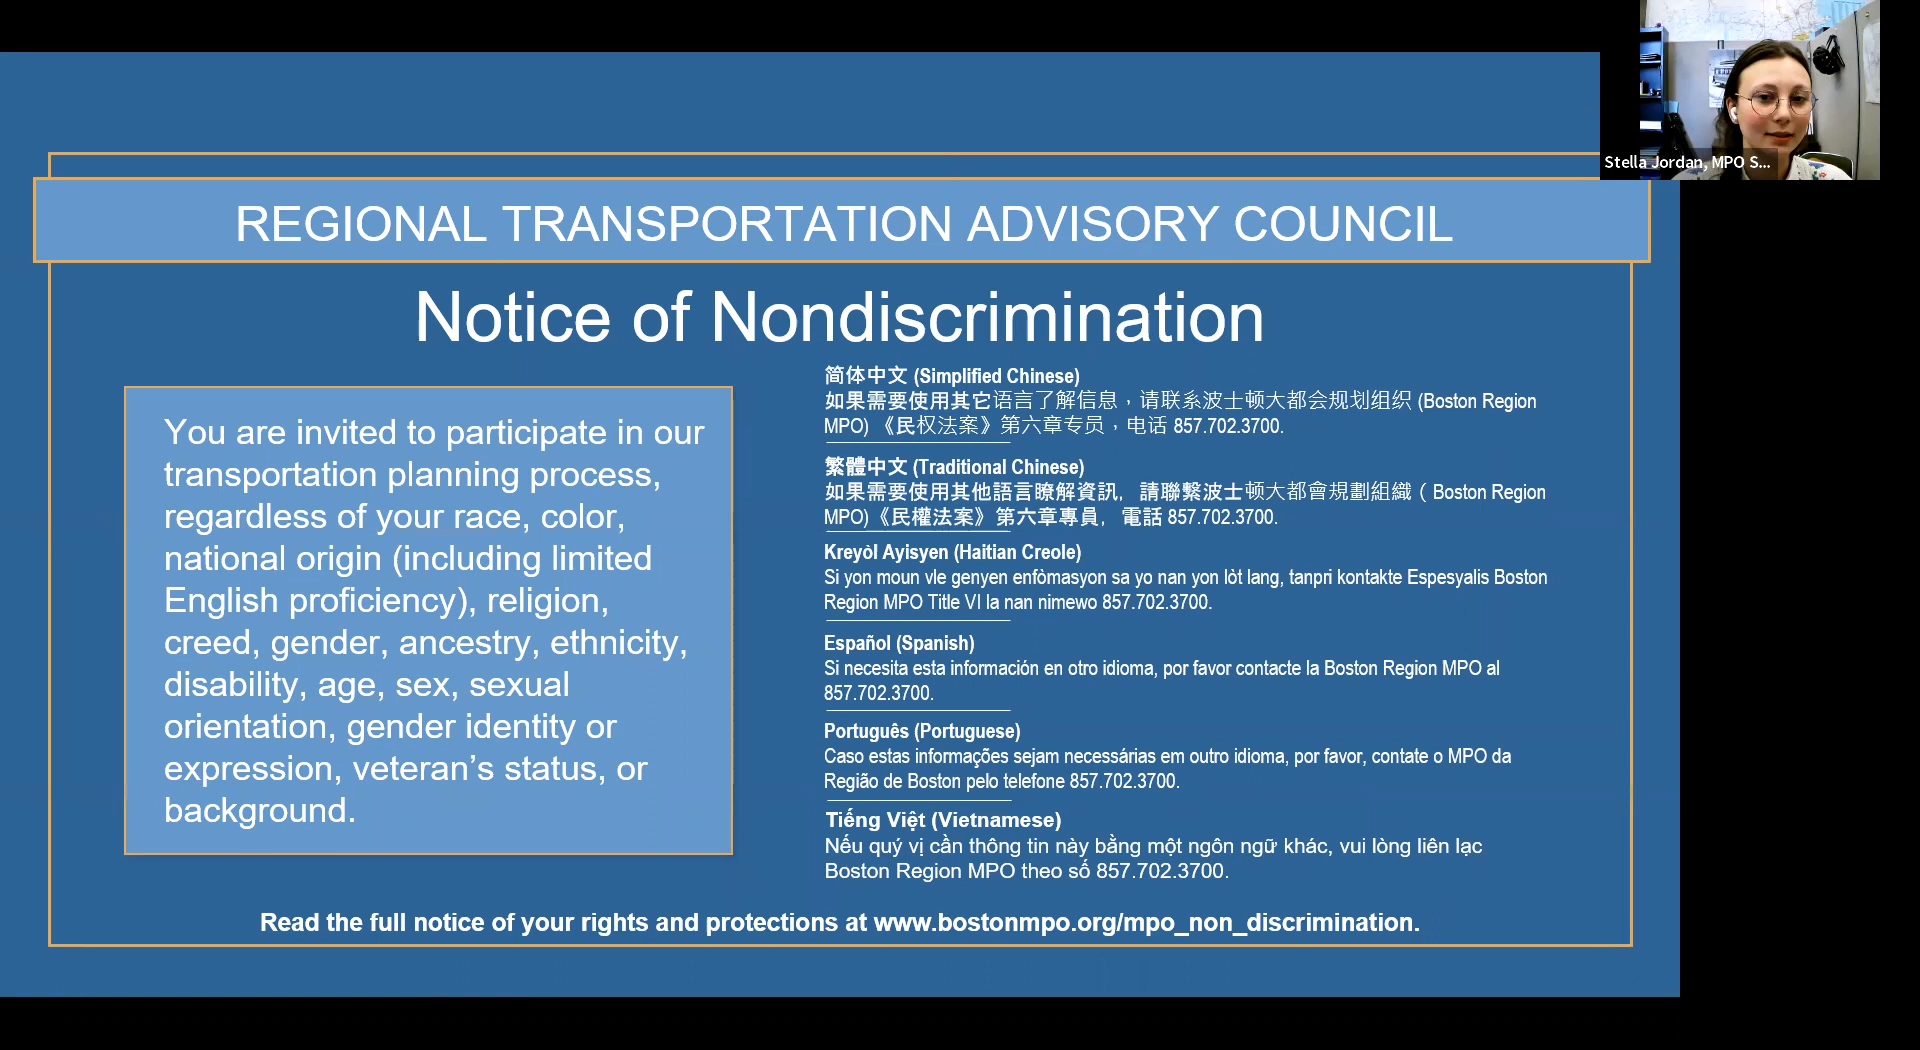 Stella Jordan, MPO S...
REGIONAL TRANSPORTATION ADVISORY COUNCIL
Notice of Nondiscrimination
You are invited to participate in our
transportation planning process,
regardless of your race, color,
national origin (including limited
English proficiency), religion,
creed, gender, ancestry, ethnicity,
disability, age, sex, sexual
orientation, gender identity or
expression, veteran’s status, or
background.
简体中文 (Simplified Chinese)
如果需要使用其它语言了解信息，请联系波士顿大都会规划组织 (Boston Region
MPO) 《民权法案》第六章专员，电话 857.702.3700.
繁體中文 (Traditional Chinese)
如果需要使用其他語言瞭解資訊，請聯繫波士顿大都會規劃組織（Boston Region
MPO)《民權法案》第六章專員，電話 857.702.3700.
Kreyòl Ayisyen (Haitian Creole)
Si yon moun vle genyen enfòmasyon sa yo nan yon lòt lang, tanpri kontakte Espesyalis Boston
Region MPO Title VI la nan nimewo 857.702.3700.
Español (Spanish)
Si necesita esta información en otro idioma, por favor contacte la Boston Region MPO al
857.702.3700.
Português (Portuguese)
Caso estas informações sejam necessárias em outro idioma, por favor, contate o MPO da
Região de Boston pelo telefone 857.702.3700.
Tiếng Việt (Vietnamese)
Nếu quý vị cần thông tin này bằng một ngôn ngữ khác, vui lòng liên lạc
Boston Region MPO theo số 857.702.3700.
Read the full notice of your rights and protections at www.bostonmpo.org/mpo_non_discrimination.